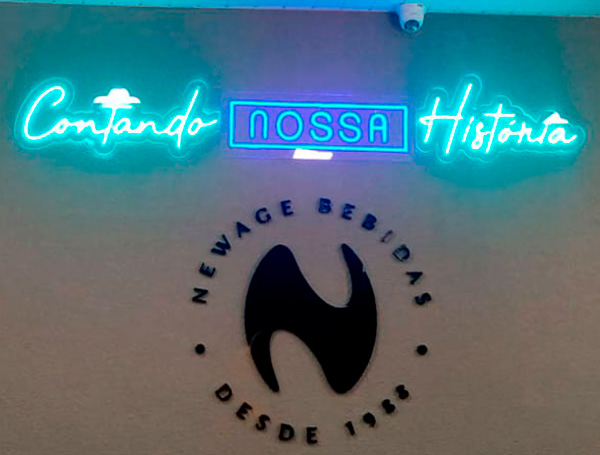 Contando NOSSA História
NEWAGE BEBIDAS
DESDE 1988